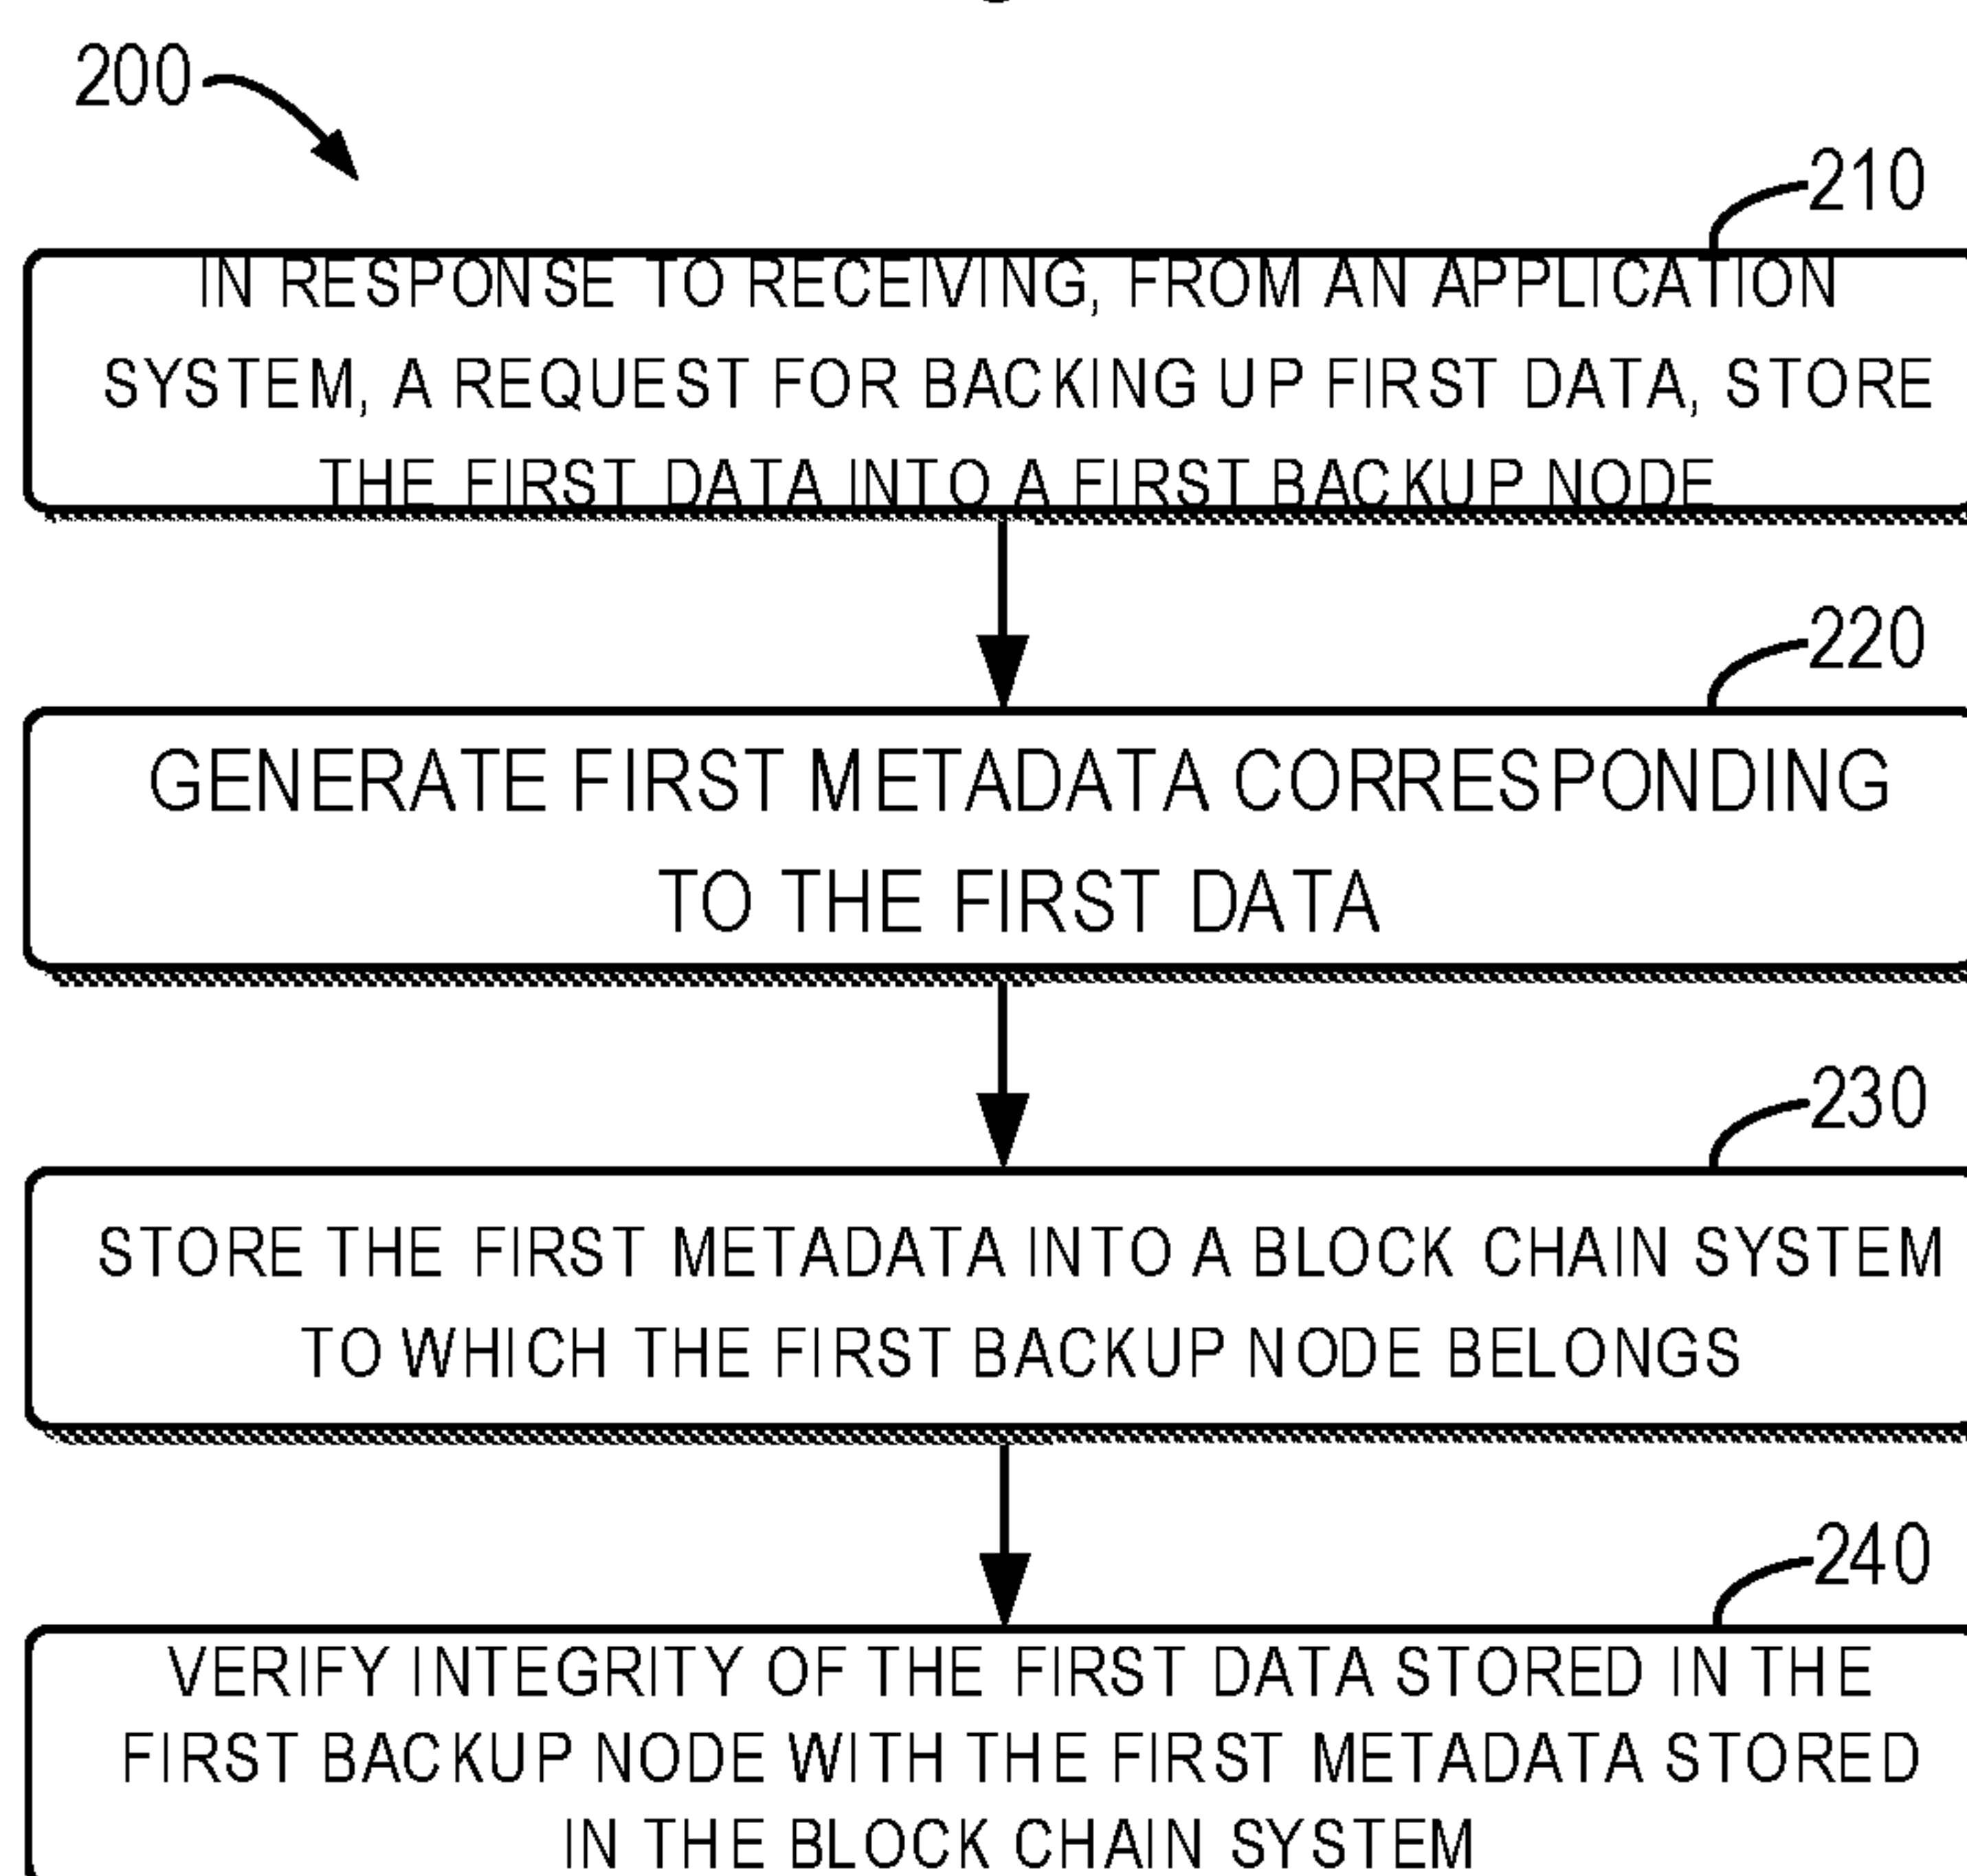 200
210
IN RESPONSE TO RECEIVING, FROM AN APPLICATION
SYSTEM, A REQUEST FOR BACKING UP FIRST DATA, STORE
THE FIRST DATA INTO A FIRST BACKUP NODE
220
GENERATE FIRST METADATA CORRESPONDING
TO THE FIRST DATA
230
STORE THE FIRST METADATA INTO A BLOCK CHAIN SYSTEM
TO WHICH THE FIRST BACKUP NODE BELONGS
240
VERIFY INTEGRITY OF THE FIRST DATA STORED IN THE
FIRST BACKUP NODE WITH THE FIRST METADATA STORED
IN THE BLOCK CHAIN SYSTEM